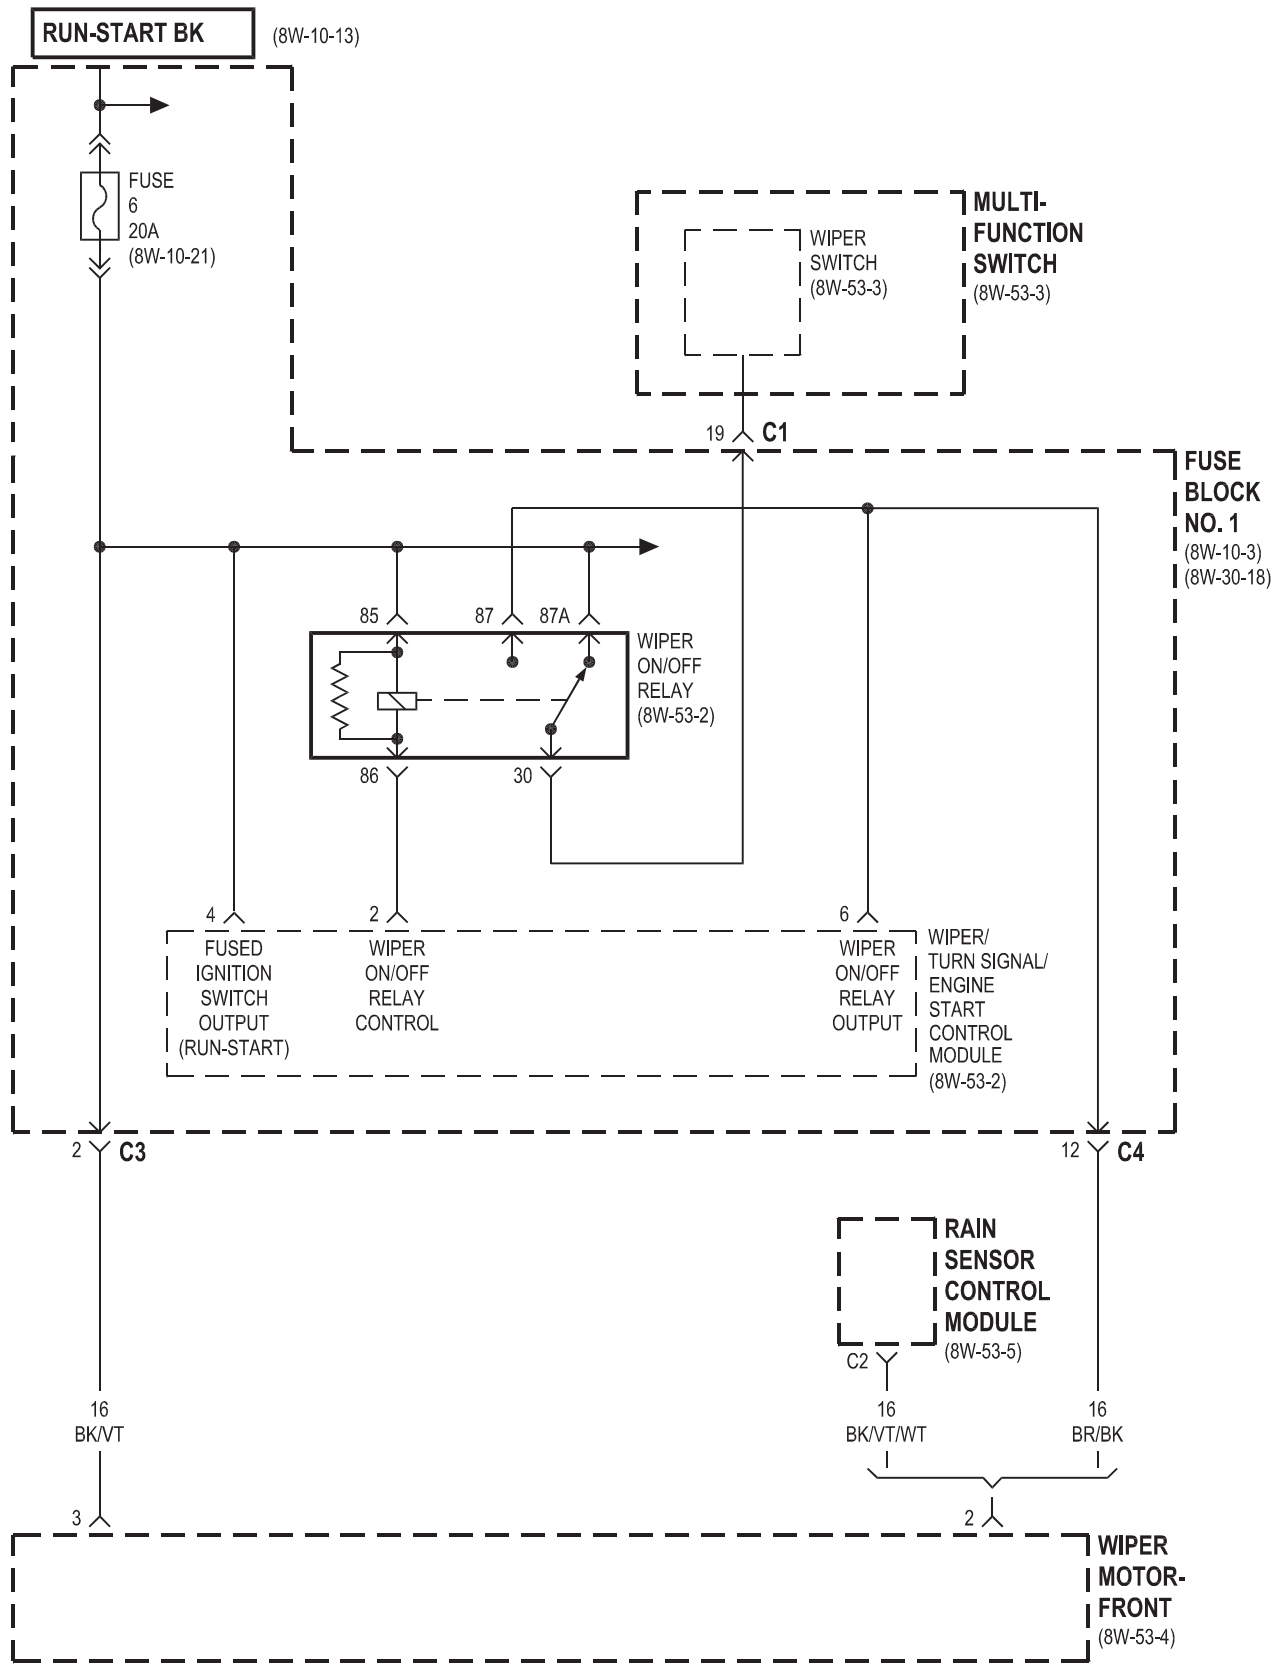 RUN-START BK
(8W-10-13)
FUSE
6
20A
(8W-10-21)
WIPER
SWITCH
(8W-53-3)
MULTI-
FUNCTION
SWITCH
(8W-53-3)
19
C1
FUSE
BLOCK
NO. 1
(8W-10-3)
(8W-30-18)
85
87
87A
WIPER
ON/OFF
RELAY
(8W-53-2)
86
30
4
2
6
FUSED
IGNITION
SWITCH
OUTPUT
(RUN-START)
WIPER
ON/OFF
RELAY
CONTROL
WIPER
ON/OFF
RELAY
OUTPUT
WIPER/
TURN SIGNAL/
ENGINE
START
CONTROL
MODULE
(8W-53-2)
2
C3
12
C4
RAIN
SENSOR
CONTROL
MODULE
(8W-53-5)
C2
16
BK/VT
16
BK/VT/WT
16
BR/BK
3
2
WIPER
MOTOR-
FRONT
(8W-53-4)